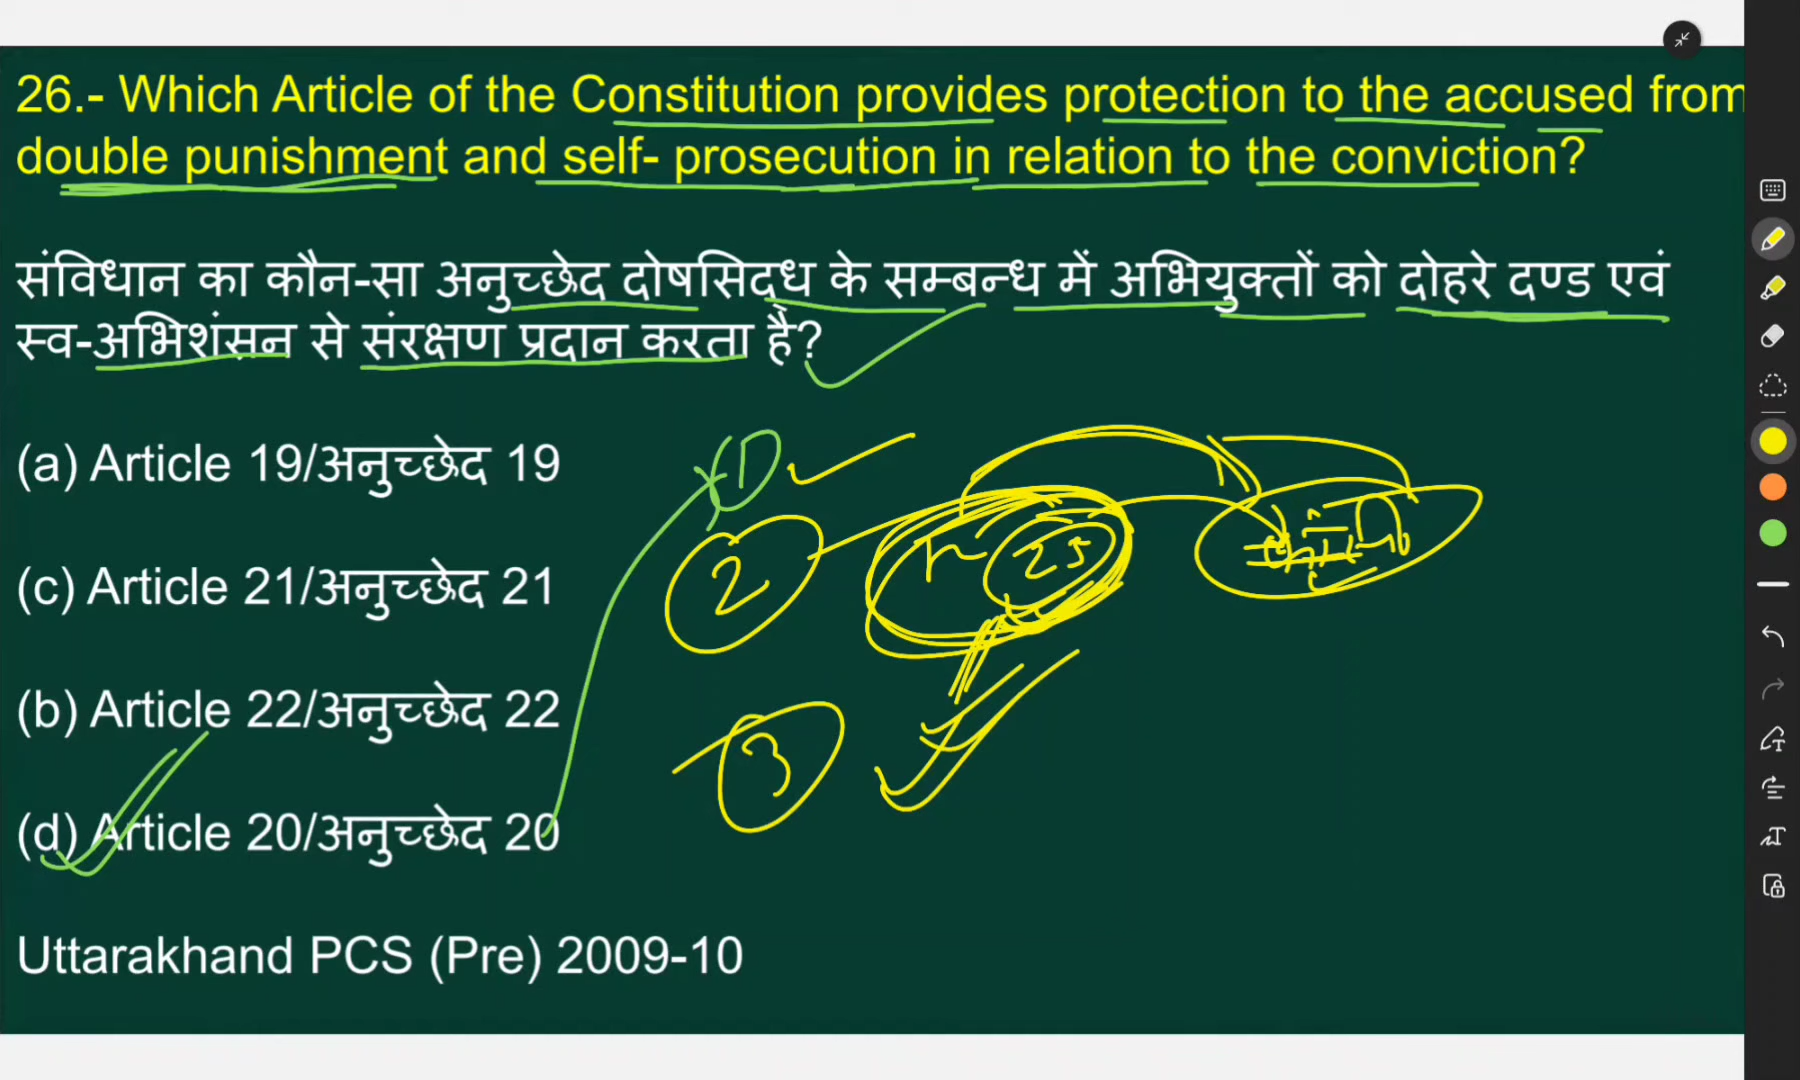 26.- Which Article of the Constitution provides protection to the accused from
double punishment and self- prosecution in relation to the conviction?
संविधान का कौन-सा अनुच्छेद दोषसिद्ध के सम्बन्ध में अभियुक्तों को दोहरे दण्ड एवं
स्व-अभिशंसन से संरक्षण प्रदान करता है?
(a) Article 19/अनुच्छेद 19
(c) Article 21/अनुच्छेद 21
2
25
(b) Article 22/अनुच्छेद 22
3
(d) Article 20/अनुच्छेद 20
Uttarakhand PCS (Pre) 2009-10